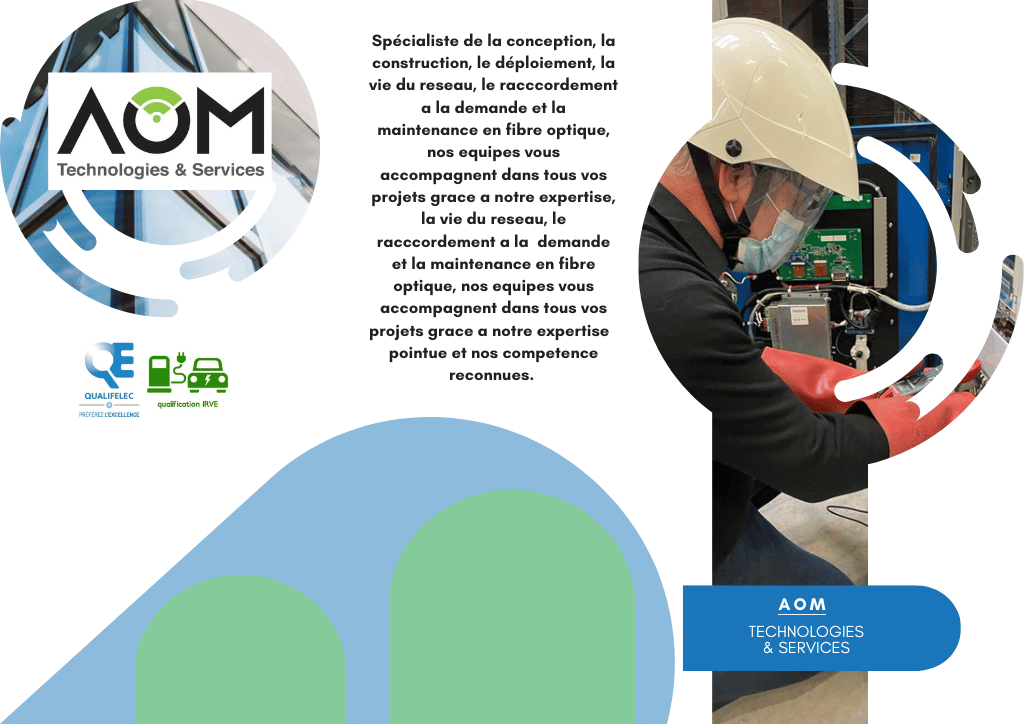 AOM
Technologies & Services
QE
QUALIFELEC
PRÉFÉREZ L'EXCELLENCE
qualification IRVE
Spécialiste de la conception, la
construction, le déploiement, la
vie du reseau, le racccordement
a la demande et la
maintenance en fibre optique,
nos equipes vous
accompagnent dans tous vos
projets grace a notre expertise,
la vie du reseau, le
racccordement a la  demande
et la maintenance en fibre
optique, nos equipes vous
accompagnent dans tous vos
projets grace a notre expertise
pointue et nos competence
reconnues.
AOM
TECHNOLOGIES
& SERVICES